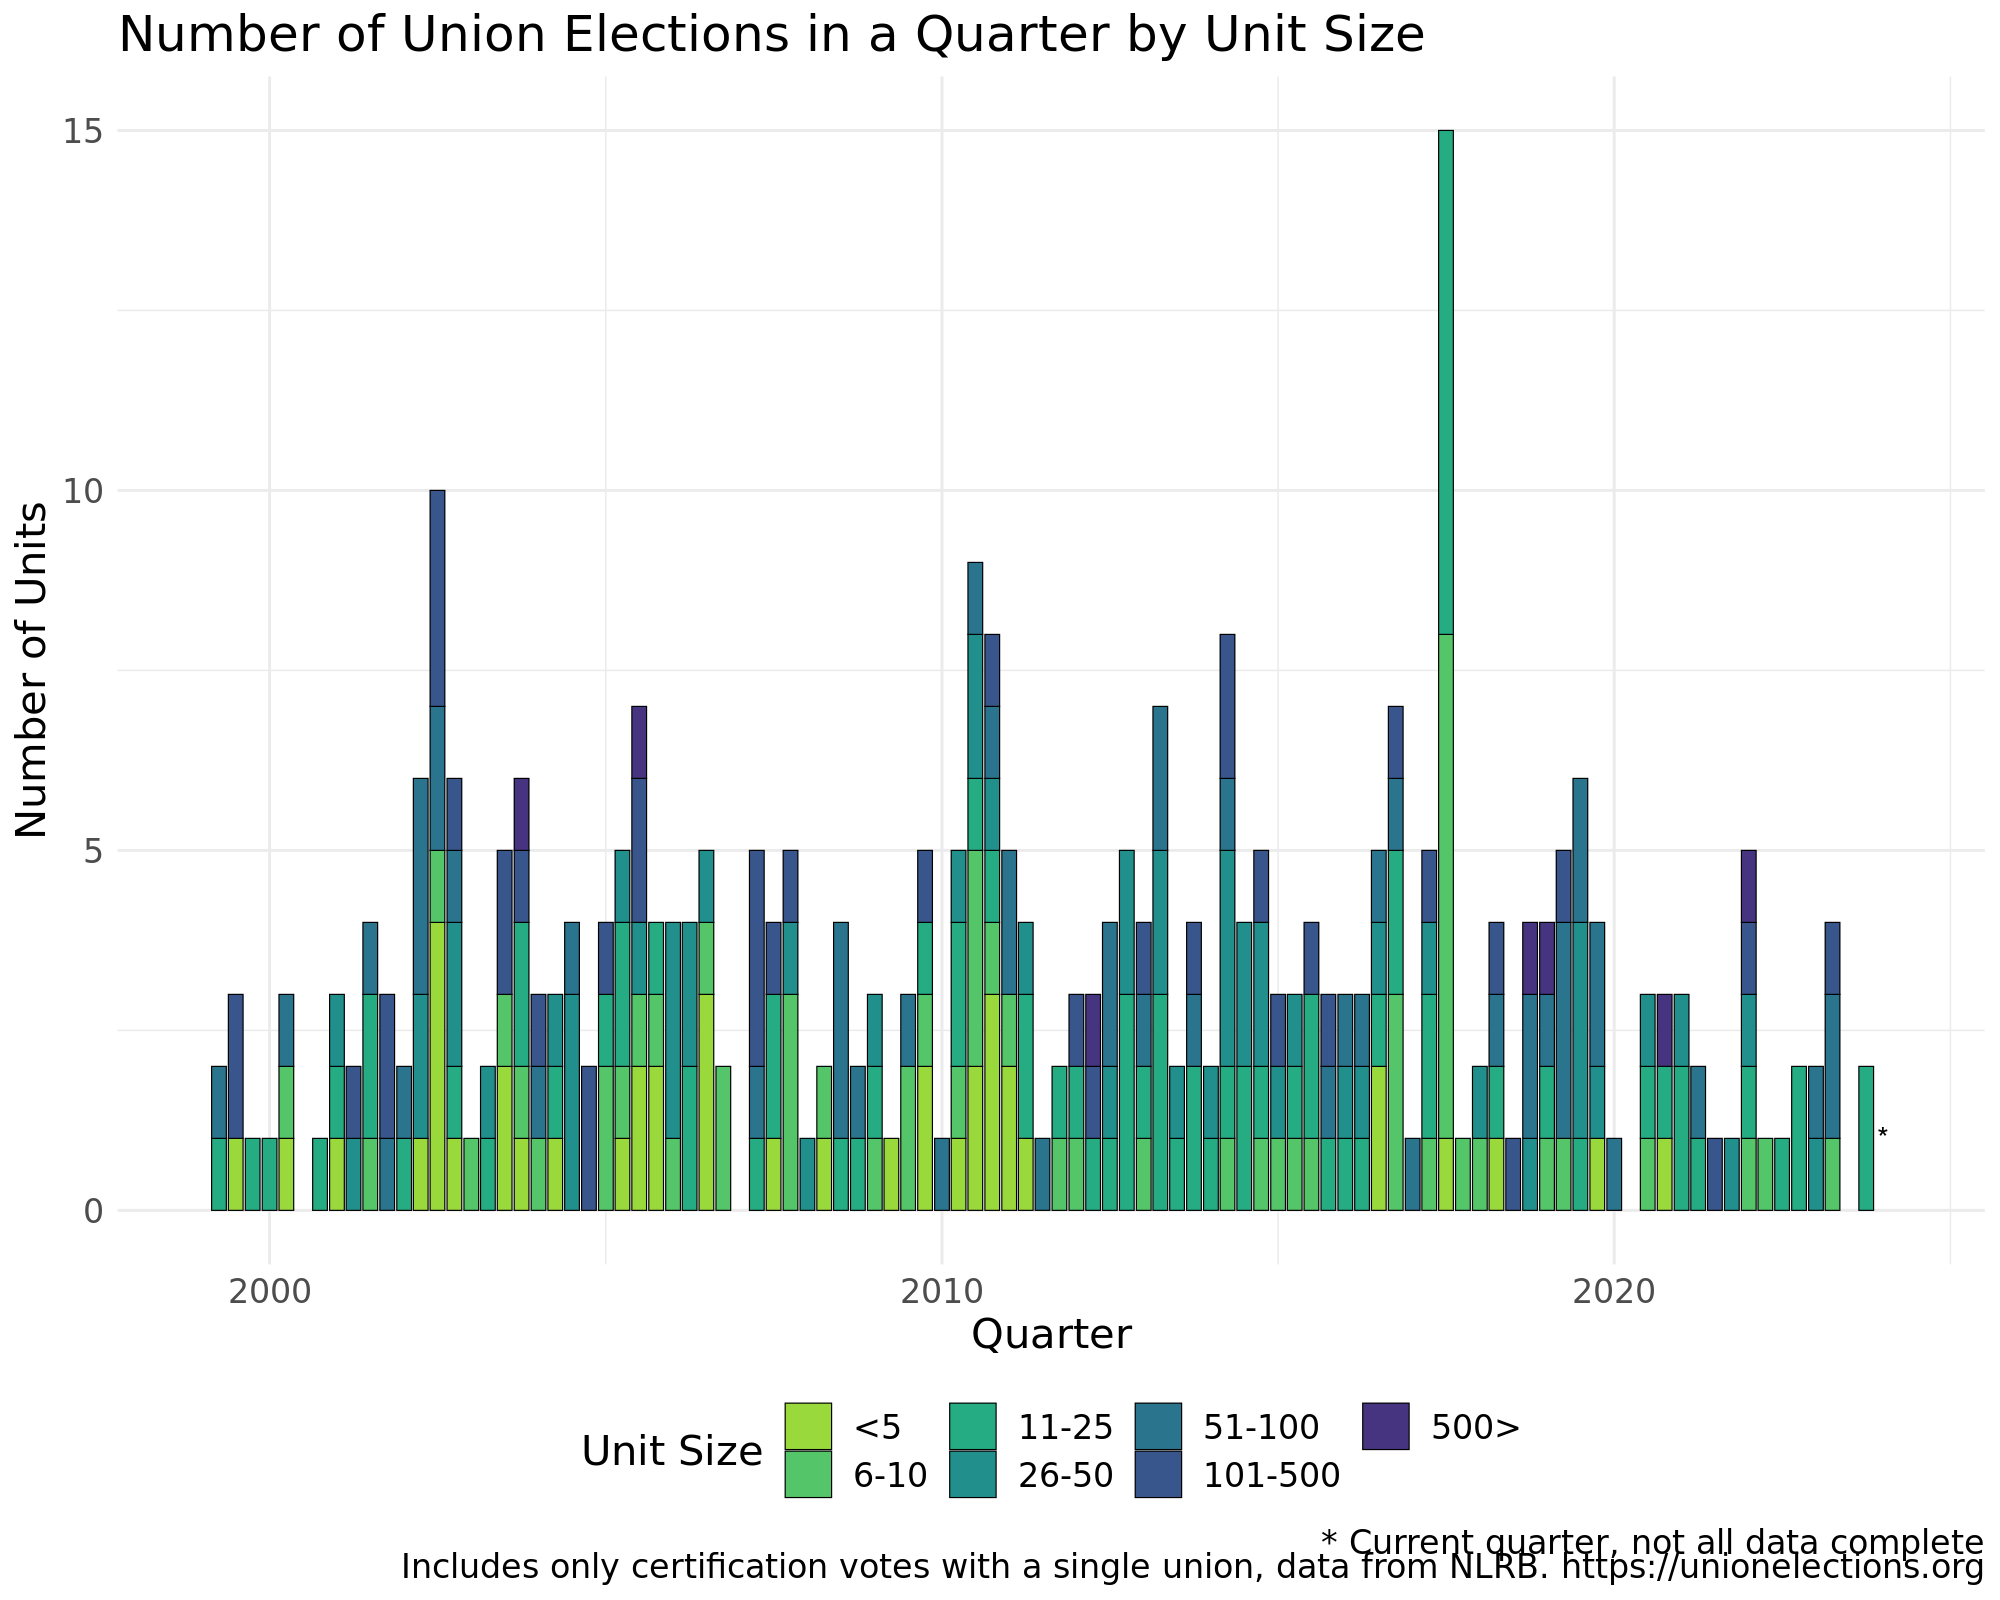 Number of Union Elections in a Quarter by Unit Size
15
10
5
0
Number of Units
2000 2010 2020
Quarter
*
Unit Size
<5 11-25 51-100 500>
6-10 26-50 101-500
* Current quarter, not all data complete
Includes only certification votes with a single union, data from NLRB. https://unionelections.org